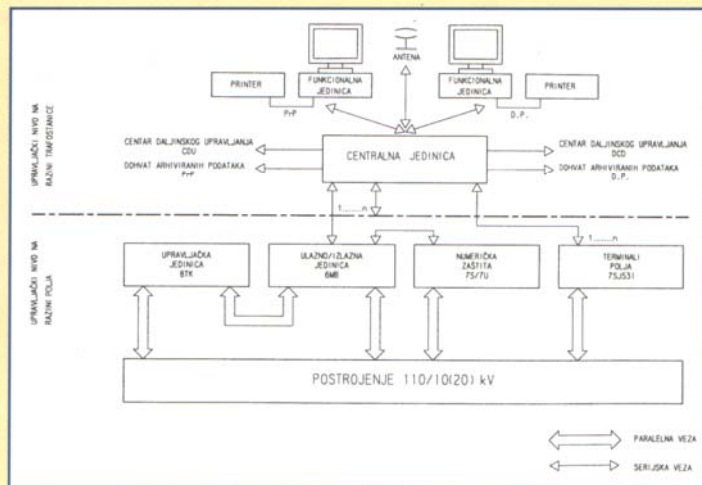 ANTENA
PRINTER
FUNKCIONALNA
JEDINICA
FUNKCIONALNA
JEDINICA
PRINTER
PrP
D.P.
UPRAVLJAČKI NIVO NA
RAZINI TRAFOSTANICE
CENTAR DALJINSKOG UPRAVLJANJA
CDU
DOHVAT ARHIVIRANIH PODATAKA
PrP
CENTRALNA JEDINICA
CENTAR DALJINSKOG UPRAVLJANJA
DCD
DOHVAT ARHIVIRANIH PODATAKA
D.P.
1.......n
1.......n
UPRAVLJAČKI NIVO NA
RAZINI POLJA
UPRAVLJAČKA
JEDINICA
8TK
ULAZNO/IZLAZNA
JEDINICA
6MB
NUMERIČKA
ZAŠTITA
7S/7U
TERMINALI
POLJA
7SJ531
POSTROJENJE 110/10(20) kV
PARALELNA VEZA
SERIJSKA VEZA